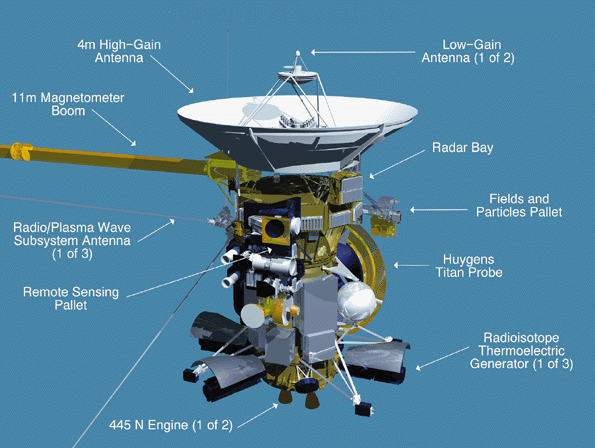 4m High-Gain
Antenna
Low-Gain
Antenna (1 of 2)
11m Magnetometer
Boom
Radar Bay
Fields and
Particles Pallet
Radio/Plasma Wave
Subsystem Antenna
(1 of 3)
Huygens
Titan Probe
Remote Sensing
Pallet
Radioisotope
Thermoelectric
Generator (1 of 3)
445 N Engine (1 of 2)